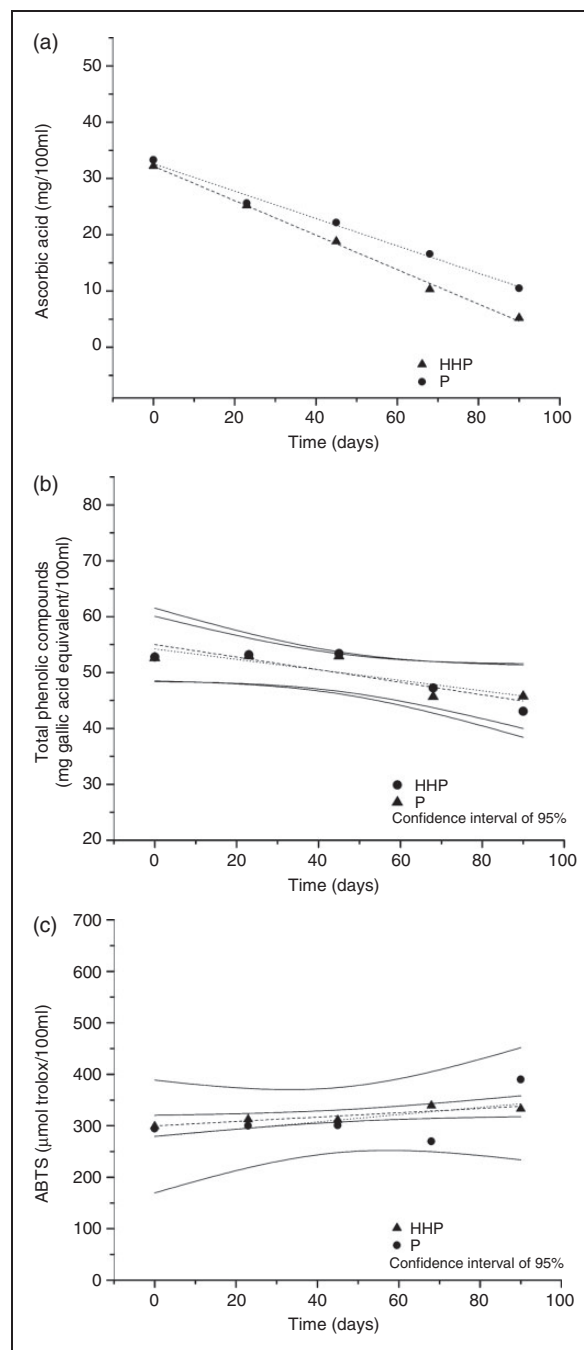 (a)
50
40
30
20
10
0
Ascorbic acid (mg/100ml)
▲ HHP
● P
0 20 40 60 80 100
Time (days)
(b)
80
70
60
50
40
30
20
Total phenolic compounds
(mg gallic acid equivalent/100ml)
● HHP
▲ P
Confidence interval of 95%
0 20 40 60 80 100
Time (days)
(c)
700
600
500
400
300
200
100
0
ABTS (μmol trolox/100ml)
▲ HHP
● P
Confidence interval of 95%
0 20 40 60 80 100
Time (days)